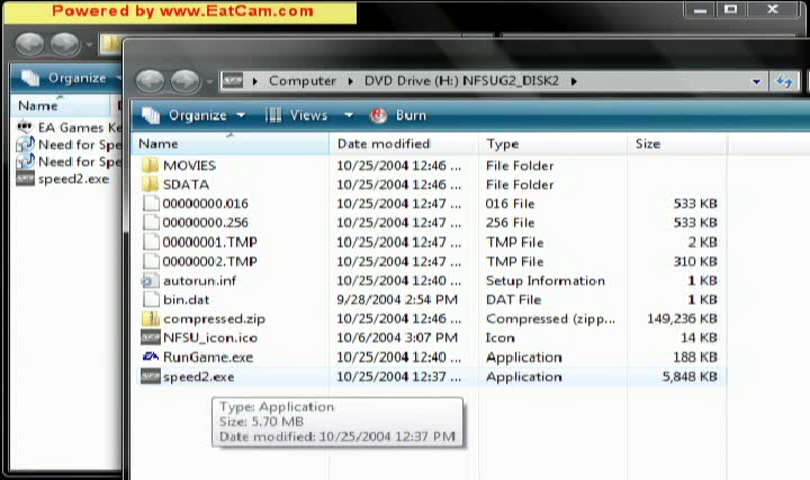 Powered by www.EatCam.com
Organize
Name
EA Games Ke
Need for Spe
Need for Spe
speed2.exe
Computer DVD Drive (H:) NFSUG2_DISK2
Organize Views Burn
Name Date modified Type Size
MOVIES 10/25/2004 12:46 ... File Folder
SDATA 10/25/2004 12:46 ... File Folder
00000000.016 10/25/2004 12:47 ... 016 File 533 KB
00000000.256 10/25/2004 12:47 ... 256 File 533 KB
00000001.TMP 10/25/2004 12:47 ... TMP File 2 KB
00000002.TMP 10/25/2004 12:47 ... TMP File 310 KB
autorun.inf 10/25/2004 12:40 ... Setup Information 1 KB
bin.dat 9/28/2004 2:54 PM DAT File 1 KB
compressed.zip 10/25/2004 12:46 ... Compressed (zipp... 149,236 KB
NFSU_icon.ico 10/6/2004 3:07 PM Icon 14 KB
RunGame.exe 10/25/2004 12:40 ... Application 188 KB
speed2.exe 10/25/2004 12:37 ... Application 5,848 KB
Type: Application
Size: 5.70 MB
Date modified: 10/25/2004 12:37 PM